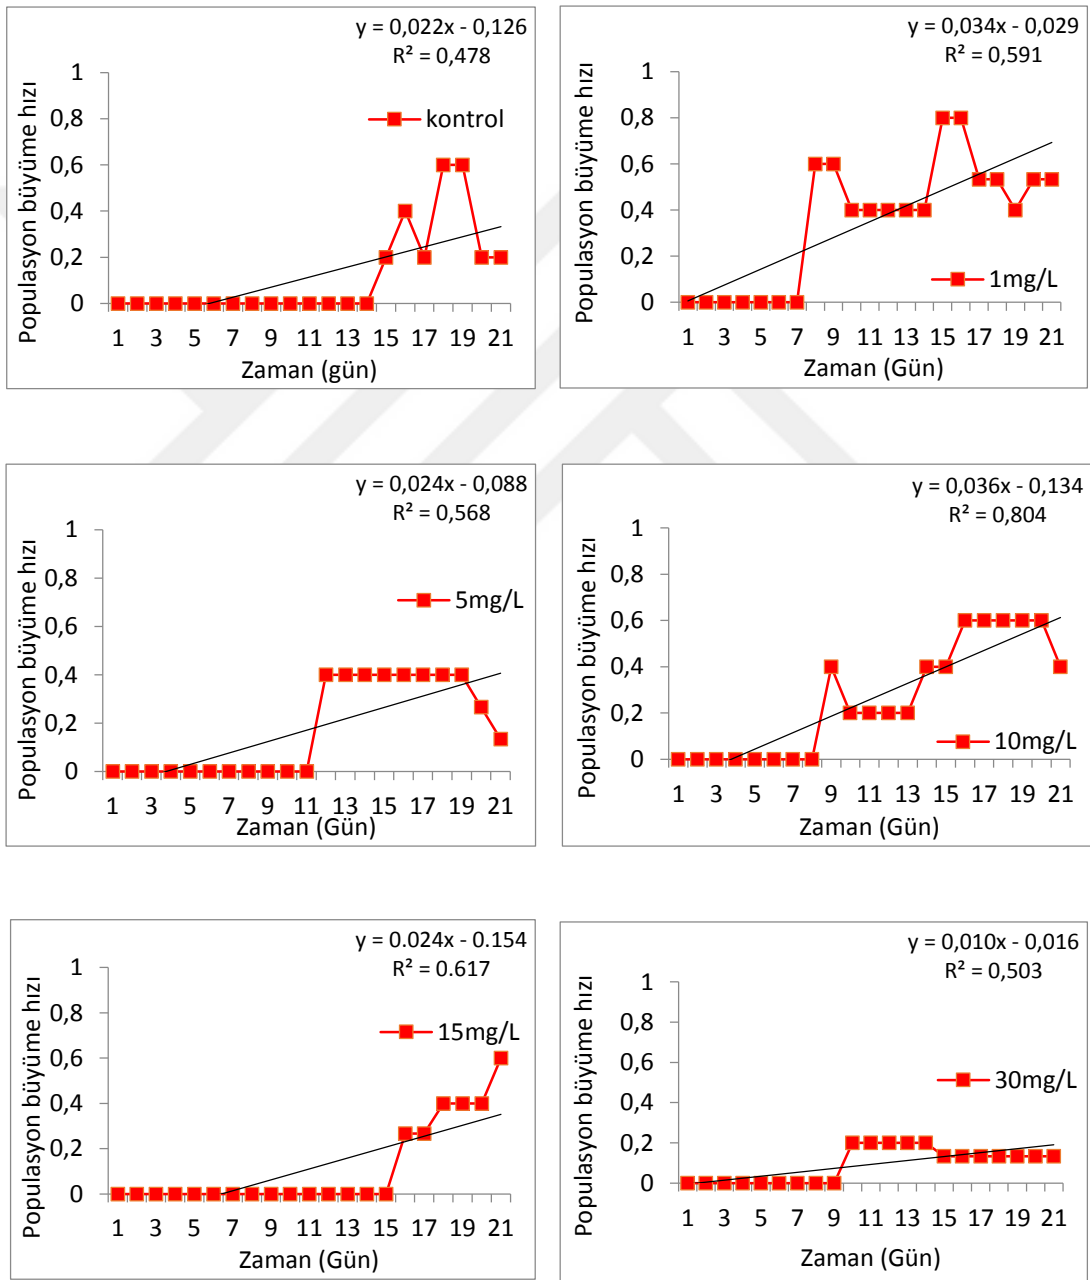 y = 0,022x - 0,126
R² = 0,478
Populasyon büyüme hızı
1
0,8
0,6
0,4
0,2
0
kontrol
1 3 5 7 9 11 13 15 17 19 21
Zaman (gün)
y = 0,034x - 0,029
R² = 0,591
Populasyon büyüme hızı
1
0,8
0,6
0,4
0,2
0
1mg/L
1 3 5 7 9 11 13 15 17 19 21
Zaman (Gün)
y = 0,024x - 0,088
R² = 0,568
Populasyon büyüme hızı
1
0,8
0,6
0,4
0,2
0
5mg/L
1 3 5 7 9 11 13 15 17 19 21
Zaman (Gün)
y = 0,036x - 0,134
R² = 0,804
Populasyon büyüme hızı
1
0,8
0,6
0,4
0,2
0
10mg/L
1 3 5 7 9 11 13 15 17 19 21
Zaman (Gün)
y = 0.024x - 0.154
R² = 0.617
Populasyon büyüme hızı
1
0,8
0,6
0,4
0,2
0
15mg/L
1 3 5 7 9 11 13 15 17 19 21
Zaman (Gün)
y = 0,010x - 0,016
R² = 0,503
Populasyon büyüme hızı
1
0,8
0,6
0,4
0,2
0
30mg/L
1 3 5 7 9 11 13 15 17 19 21
Zaman (Gün)